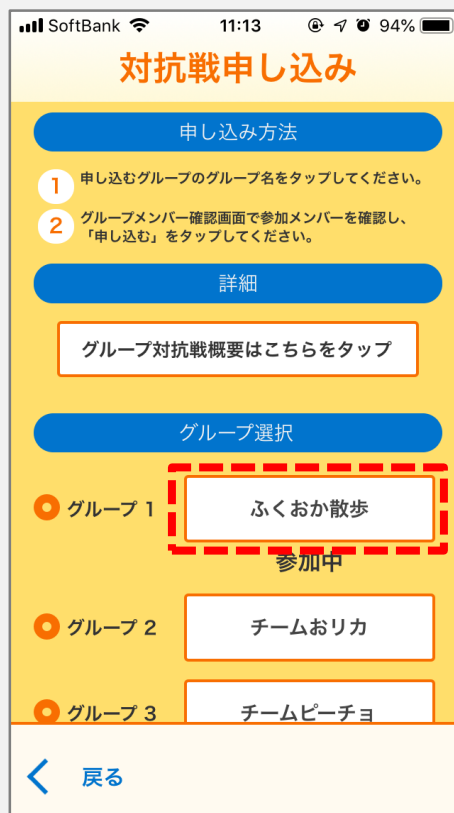 SoftBank 11:13 94%
対抗戦申し込み
申し込み方法
1 申し込むグループのグループ名をタップしてください。
2 グループメンバー確認画面で参加メンバーを確認し、
「申し込む」をタップしてください。
詳細
グループ対抗戦概要はこちらをタップ
グループ選択
グループ 1 ふくおか散歩
参加中
グループ 2 チームおリカ
グループ 3 チームピーチョ
戻る